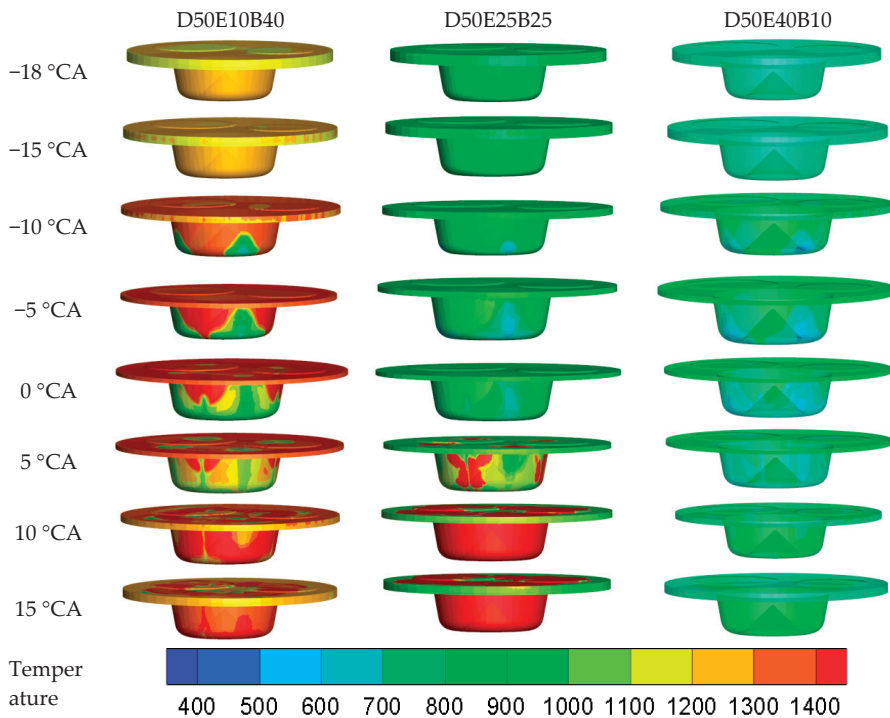 D50E10B40 D50E25B25 D50E40B10
−18 °CA
−15 °CA
−10 °CA
−5 °CA
0 °CA
5 °CA
10 °CA
15 °CA
Temper
ature
400 500 600 700 800 900 1000 1100 1200 1300 1400